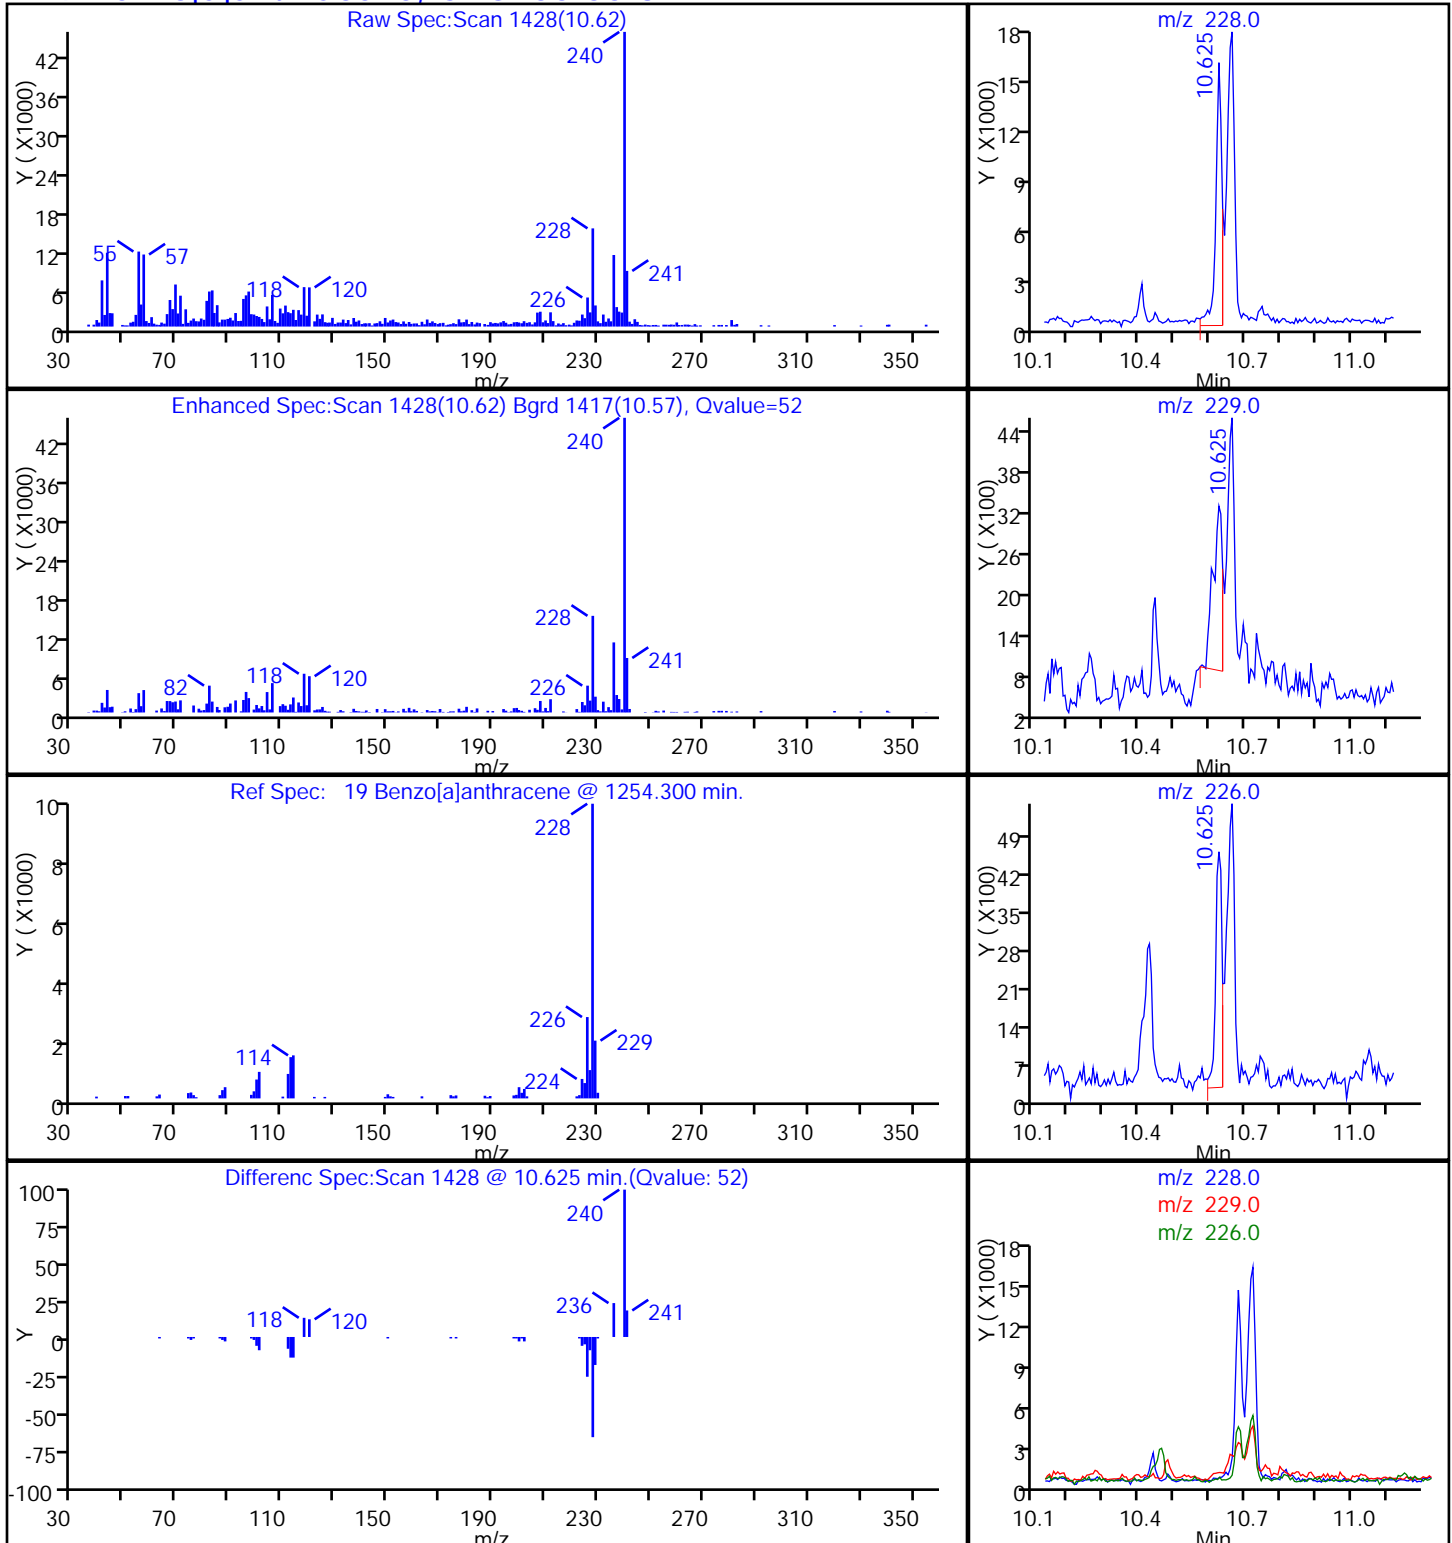 Raw Spec:Scan 1428(10.62)
Y ( X1000)
42
36
30
24
18
12
6
0
240
228
226
241
55
57
118
120
30 70 110 150 190 230 270 310 350
m/z
m/z 228.0
Y ( X1000)
18
15
12
9
6
3
0
10.625
10.1 10.4 10.7 11.0
Min
Enhanced Spec:Scan 1428(10.62) Bgrd 1417(10.57), Qvalue=52
Y ( X1000)
42
36
30
24
18
12
6
0
240
228
226
241
82
118
120
30 70 110 150 190 230 270 310 350
m/z
m/z 229.0
Y ( X100)
44
38
32
26
20
14
8
2
10.625
10.1 10.4 10.7 11.0
Min
Ref Spec: 19 Benzo[a]anthracene @ 1254.300 min.
Y ( X1000)
10
8
6
4
2
0
228
226
229
224
114
30 70 110 150 190 230 270 310 350
m/z
m/z 226.0
Y ( X100)
49
42
35
28
21
14
7
0
10.625
10.1 10.4 10.7 11.0
Min
Differenc Spec:Scan 1428 @ 10.625 min.(Qvalue: 52)
Y
100
75
50
25
0
-25
-50
-75
-100
240
236
241
118
120
30 70 110 150 190 230 270 310 350
m/z
m/z 228.0
m/z 229.0
m/z 226.0
Y ( X1000)
18
15
12
9
6
3
0
10.1 10.4 10.7 11.0
Min